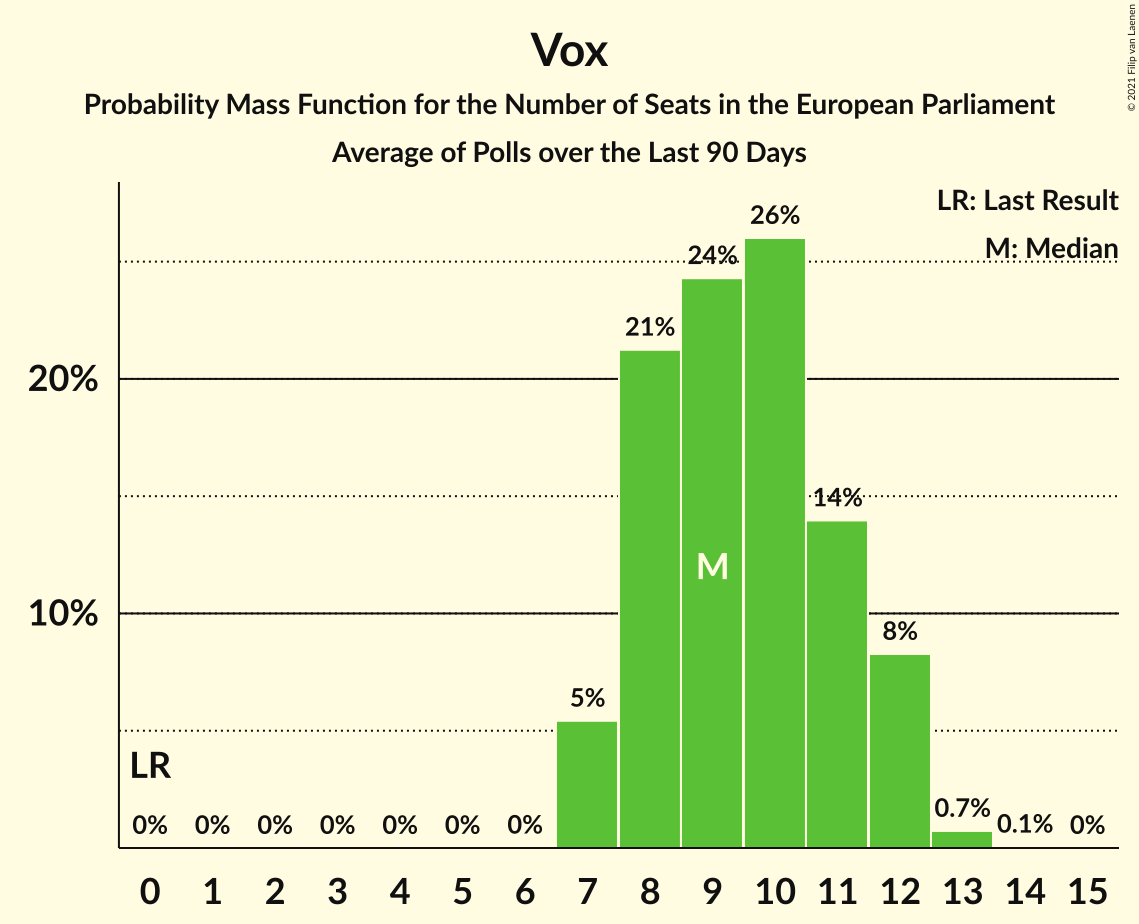 Vox
Probability Mass Function for the Number of Seats in the European Parliament
Average of Polls over the Last 90 Days
© 2021 Filip van Laenen
LR: Last Result
M: Median
26%
24%
21%
20%
14%
M
10%
8%
5%
LR
0.7%
0% 0% 0% 0% 0% 0% 0% 0.1% 0%
0 1 2 3 4 5 6 7 8 9 10 11 12 13 14 15